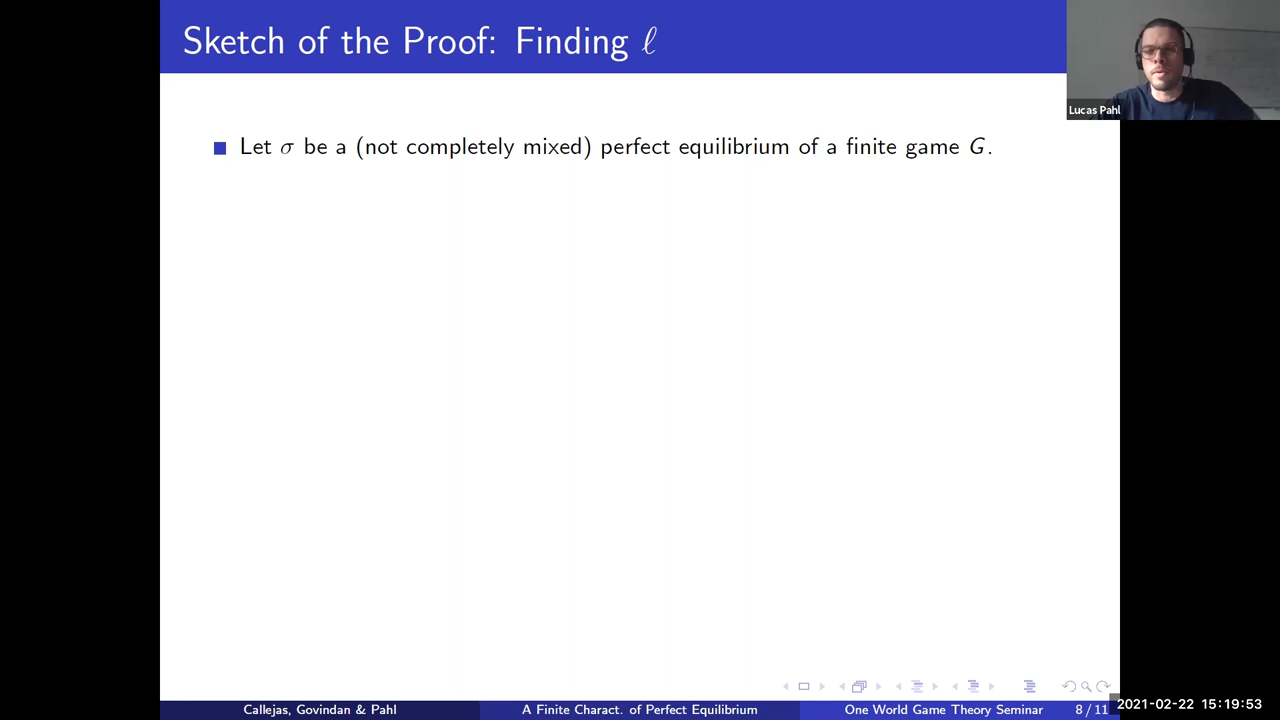 Sketch of the Proof: Finding ℓ
Lucas Pahl
Let σ be a (not completely mixed) perfect equilibrium of a finite game G.
Callejas, Govindan & Pahl
A Finite Charact. of Perfect Equilibrium
One World Game Theory Seminar
8 / 11
2021-02-22 15:19:53